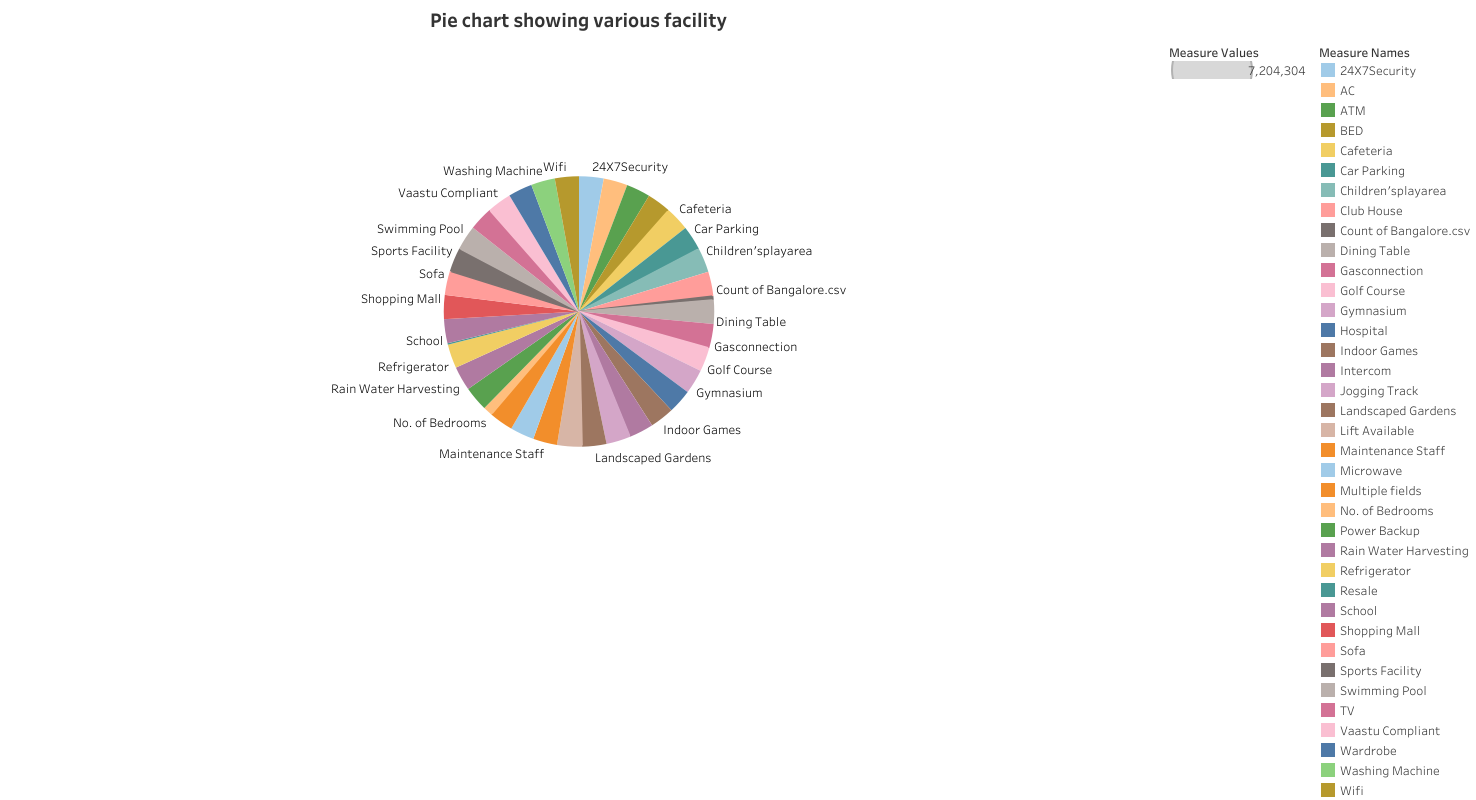 Pie chart showing various facility
Measure Values
7,204,304
Measure Names
24X7Security
AC
ATM
BED
Cafeteria
Car Parking
Children'splayarea
Club House
Count of Bangalore.csv
Dining Table
Gasconnection
Golf Course
Gymnasium
Hospital
Indoor Games
Intercom
Jogging Track
Landscaped Gardens
Lift Available
Maintenance Staff
Microwave
Multiple fields
No. of Bedrooms
Power Backup
Rain Water Harvesting
Refrigerator
Resale
School
Shopping Mall
Sofa
Sports Facility
Swimming Pool
TV
Vaastu Compliant
Wardrobe
Washing Machine
Wifi
24X7Security
Cafeteria
Car Parking
Children'splayarea
Count of Bangalore.csv
Dining Table
Gasconnection
Golf Course
Gymnasium
Indoor Games
Landscaped Gardens
Maintenance Staff
No. of Bedrooms
Rain Water Harvesting
Refrigerator
School
Shopping Mall
Sofa
Sports Facility
Swimming Pool
Vaastu Compliant
Washing Machine
Wifi